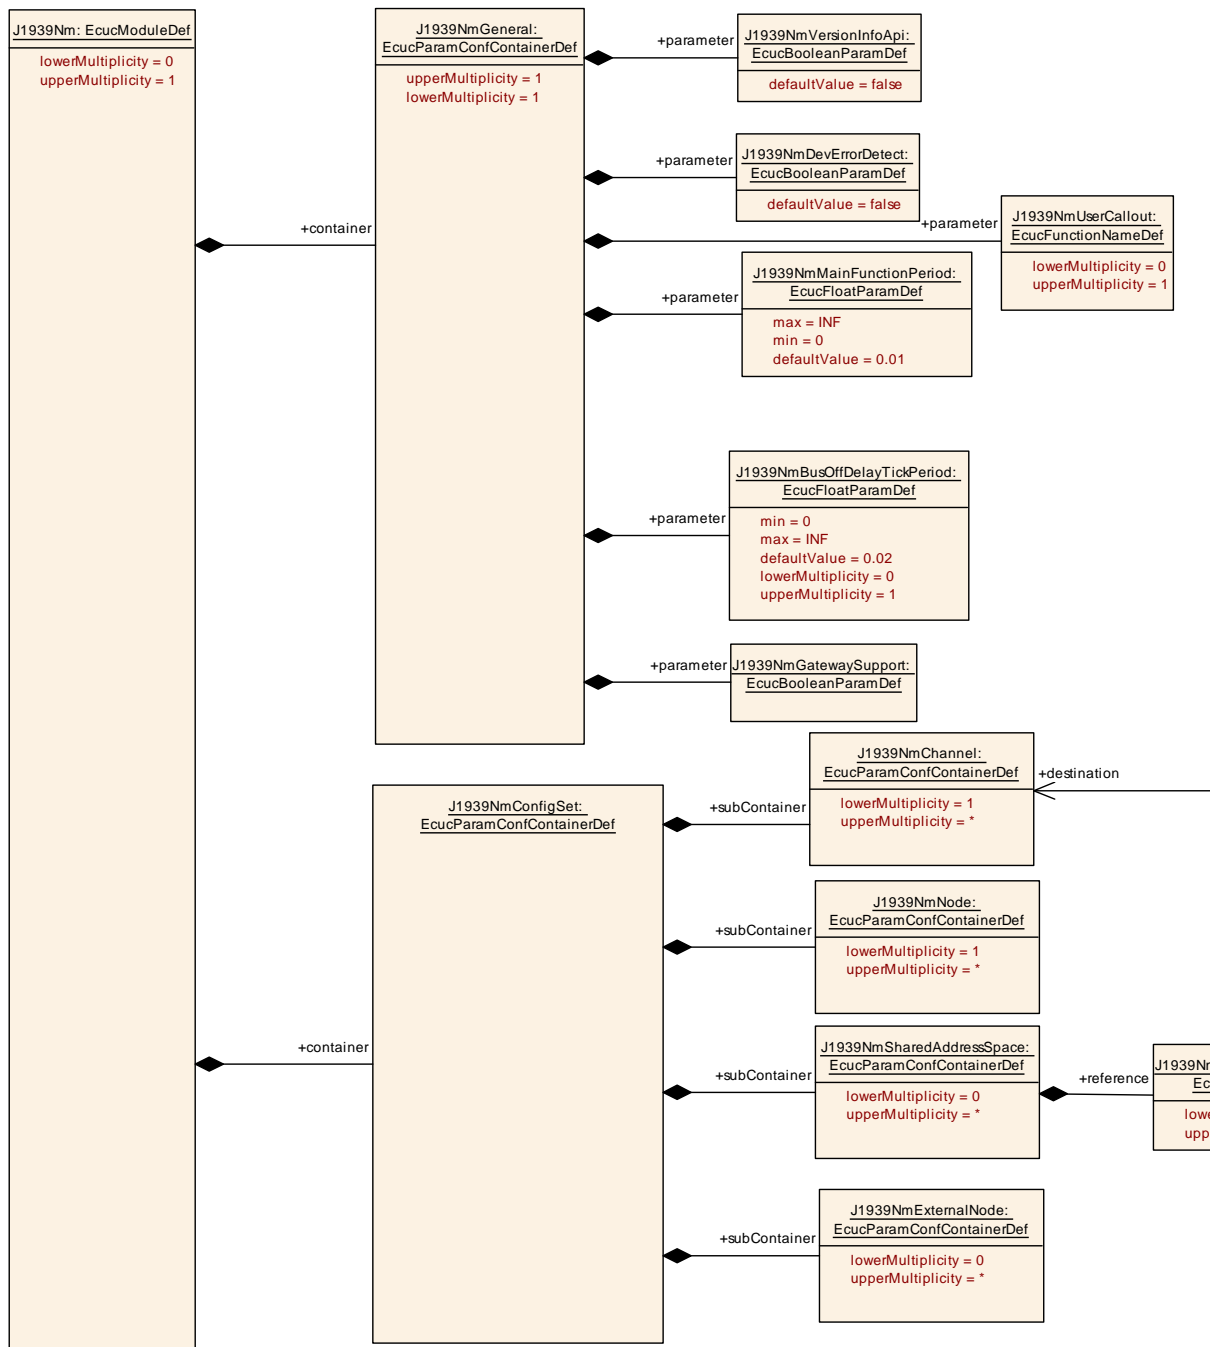 J1939Nm: EcucModuleDef
lowerMultiplicity = 0
upperMultiplicity = 1
+container
J1939NmGeneral:
EcucParamConfContainerDef
upperMultiplicity = 1
lowerMultiplicity = 1
+parameter
J1939NmVersionInfoApi:
EcucBooleanParamDef
defaultValue = false
+parameter
J1939NmDevErrorDetect:
EcucBooleanParamDef
defaultValue = false
+parameter
J1939NmUserCallout:
EcucFunctionNameDef
lowerMultiplicity = 0
upperMultiplicity = 1
+parameter
J1939NmMainFunctionPeriod:
EcucFloatParamDef
max = INF
min = 0
defaultValue = 0.01
+parameter
J1939NmBusOffDelayTickPeriod:
EcucFloatParamDef
min = 0
max = INF
defaultValue = 0.02
lowerMultiplicity = 0
upperMultiplicity = 1
+parameter
J1939NmGatewaySupport:
EcucBooleanParamDef
+container
J1939NmConfigSet:
EcucParamConfContainerDef
+subContainer
J1939NmChannel:
EcucParamConfContainerDef
lowerMultiplicity = 1
upperMultiplicity = *
+destination
+subContainer
J1939NmNode:
EcucParamConfContainerDef
lowerMultiplicity = 1
upperMultiplicity = *
+subContainer
J1939NmSharedAddressSpace:
EcucParamConfContainerDef
lowerMultiplicity = 0
upperMultiplicity = *
+reference
+subContainer
J1939NmExternalNode:
EcucParamConfContainerDef
lowerMultiplicity = 0
upperMultiplicity = *